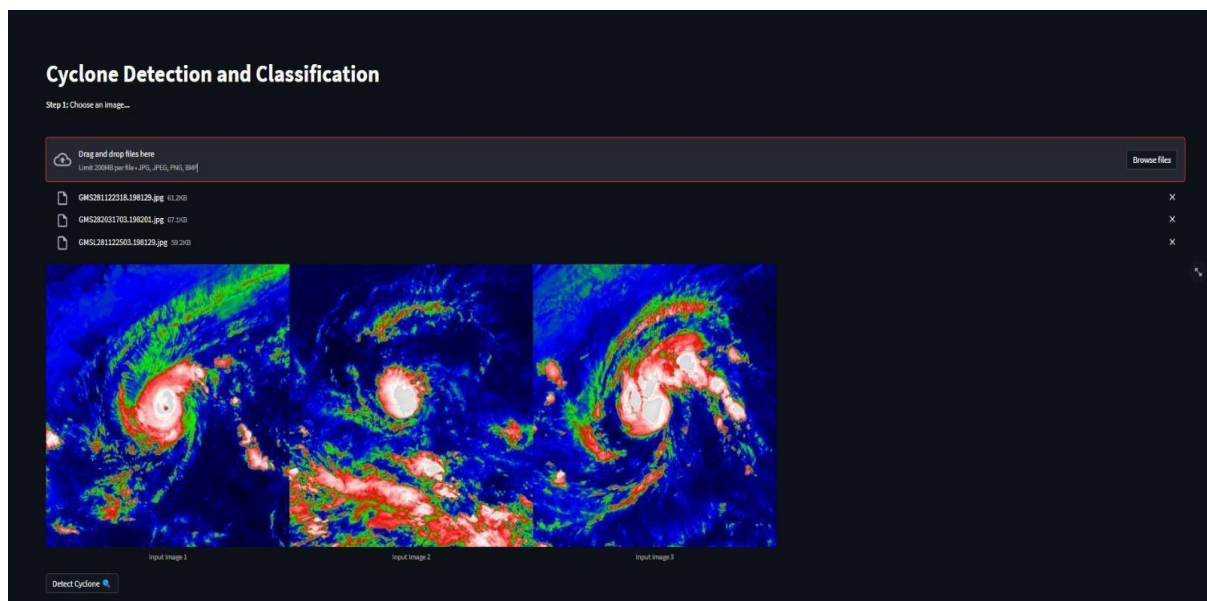 Cyclone Detection and Classification
Step 1: Choose an image...
Drag and drop files here
Limit 200MB per file • JPG, JPEG, PNG, BMP
Browse files
GMS281122318.198129.jpg 61.2KB
GMS282031703.198201.jpg 67.1KB
GMSL281122503.198129.jpg 59.2KB
Input Image 1
Input Image 2
Input Image 3
Detect Cyclone